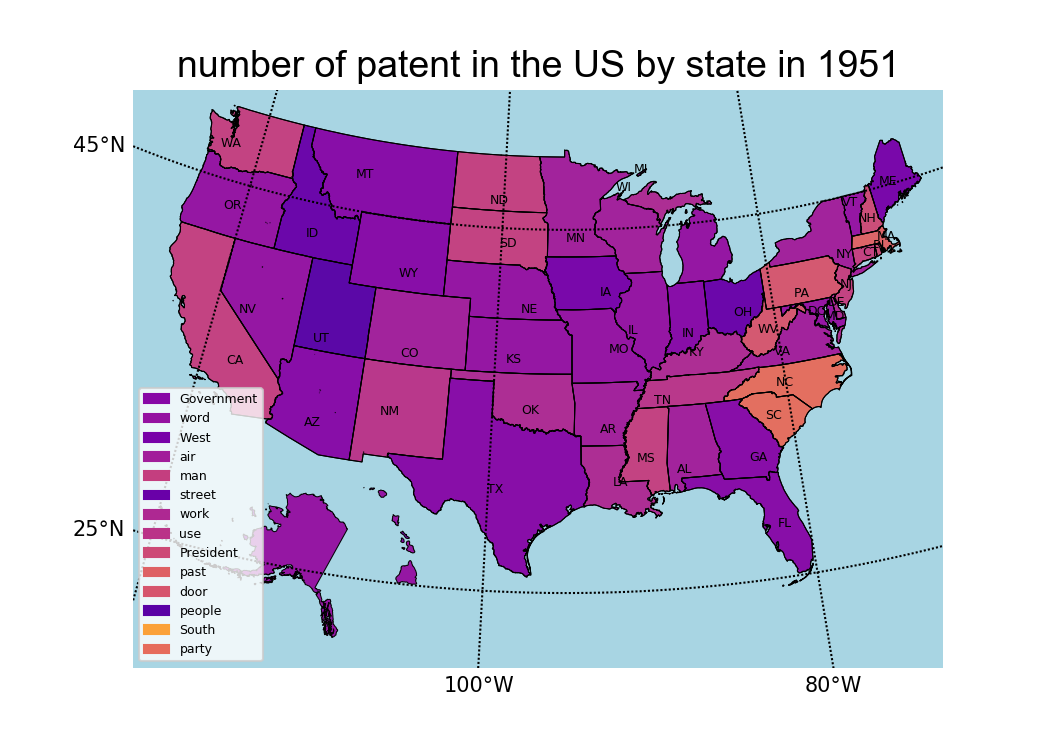 number of patent in the US by state in 1951
45°N
25°N
100°W
80°W
WA
MT
ND
MI
WI
ME
VT
NH
OR
ID
SD
MN
MA
RI
CT
NY
WY
NV
NE
IA
PA
NJ
OH
DE
DC
MD
UT
CO
KS
MO
IL
IN
WV
KY
VA
CA
AZ
NM
OK
AR
TN
NC
SC
TX
LA
MS
AL
GA
FL
Government
word
West
air
man
street
work
use
President
past
door
people
South
party